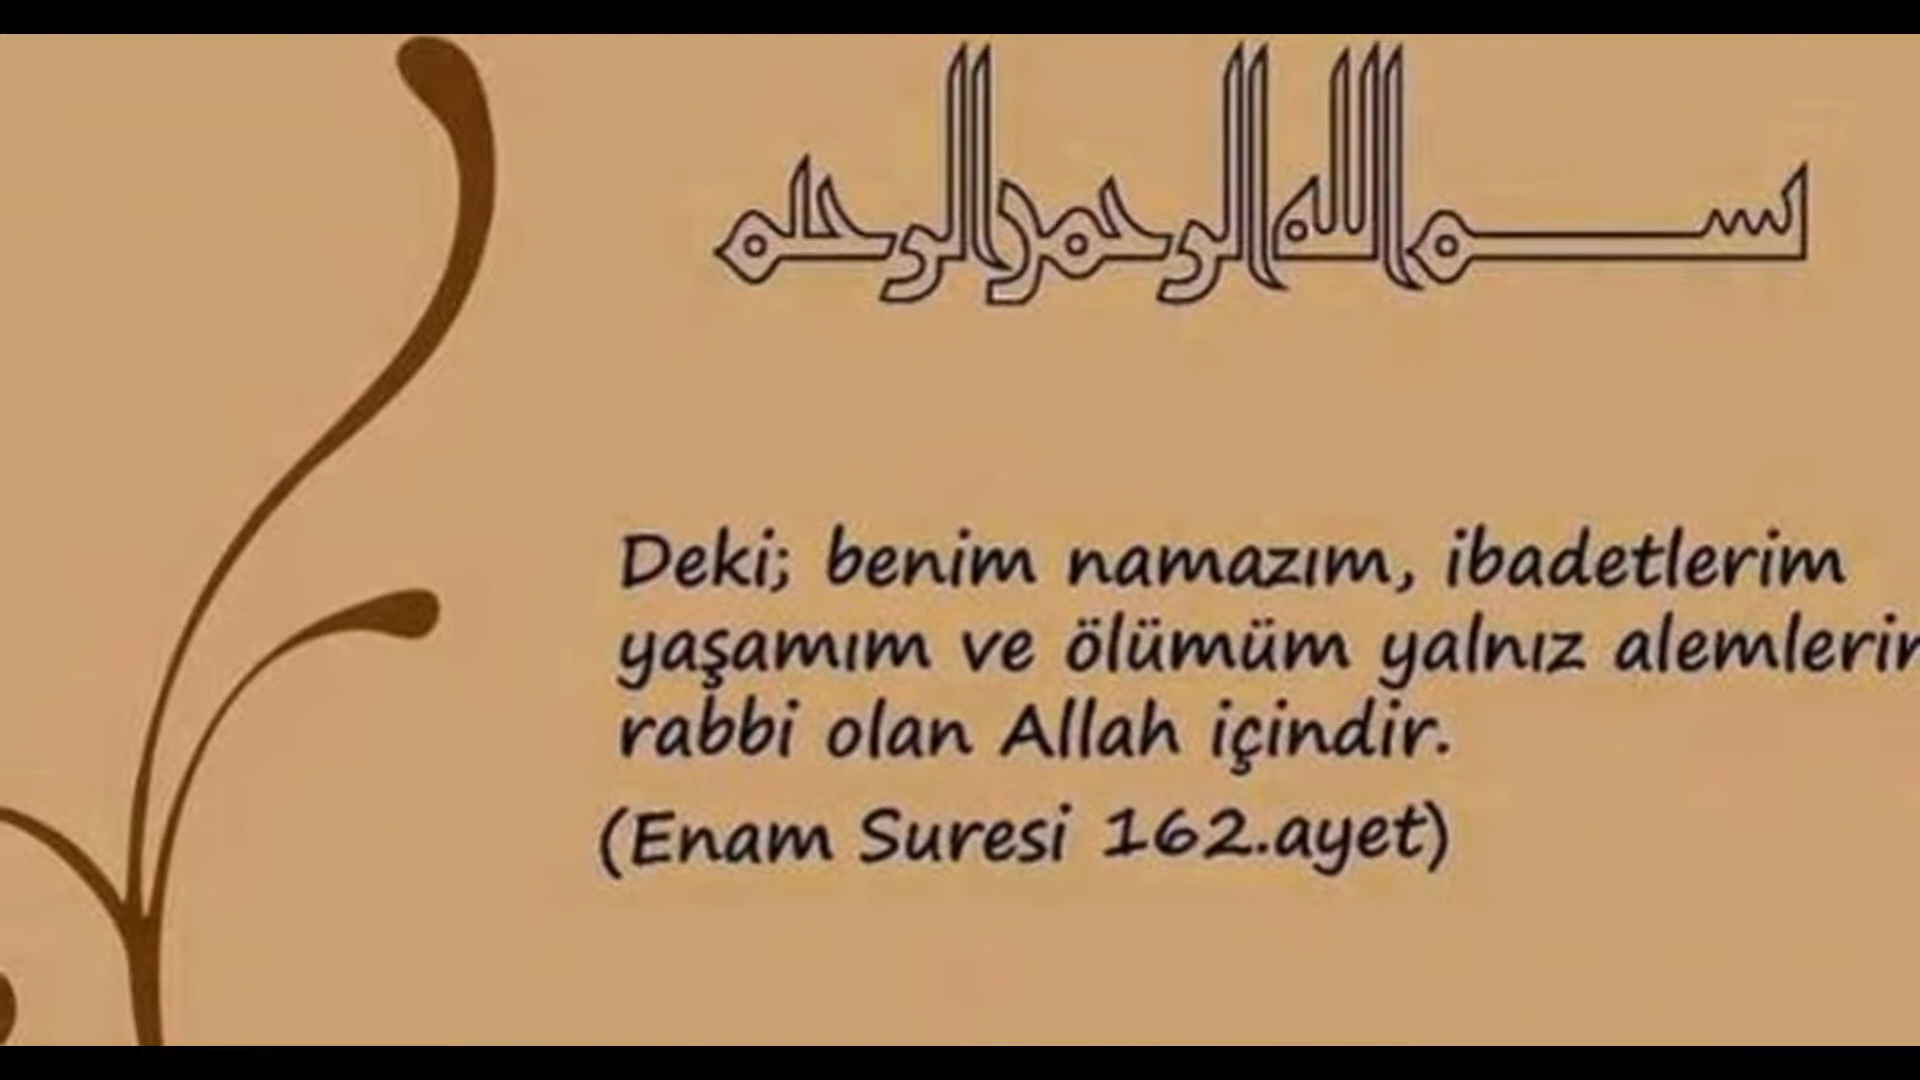 بسم الله الرحمن الرحيم
Deki; benim namazım, ibadetlerim
yaşamım ve ölümüm yalnız alemlerin
rabbi olan Allah içindir.
(Enam Suresi 162.ayet)